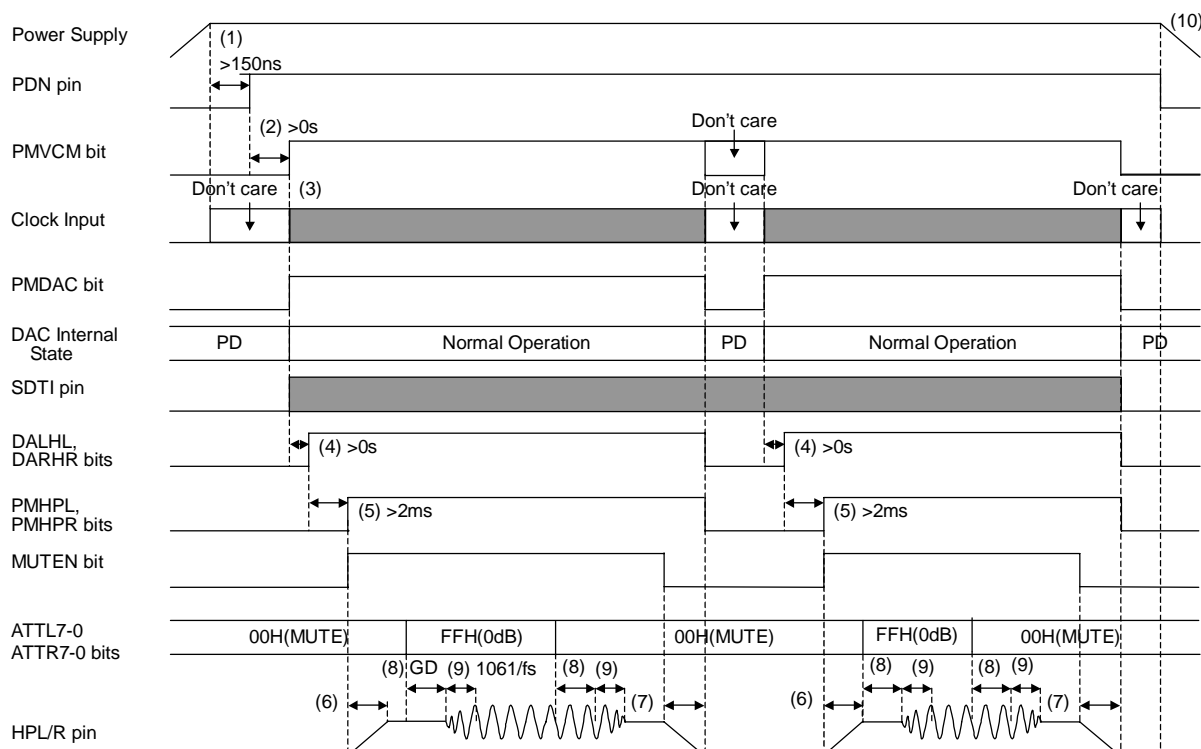 Power Supply
(1)
(10)
>150ns
PDN pin
(2) >0s
Don't care
PMVCM bit
Don't care
(3)
Don't care
Don't care
Clock Input
PMDAC bit
DAC Internal
State
PD
Normal Operation
PD
Normal Operation
PD
SDTI pin
DALHL,
DARHR bits
(4) >0s
(4) >0s
PMHPL,
PMHPR bits
(5) >2ms
(5) >2ms
MUTEN bit
ATTL7-0
ATTR7-0 bits
00H(MUTE)
FFH(0dB)
00H(MUTE)
FFH(0dB)
00H(MUTE)
(8) GD
(9) 1061/fs
(8)
(9)
(8)
(9)
(8)
(9)
(6)
(7)
(6)
(7)
HPL/R pin